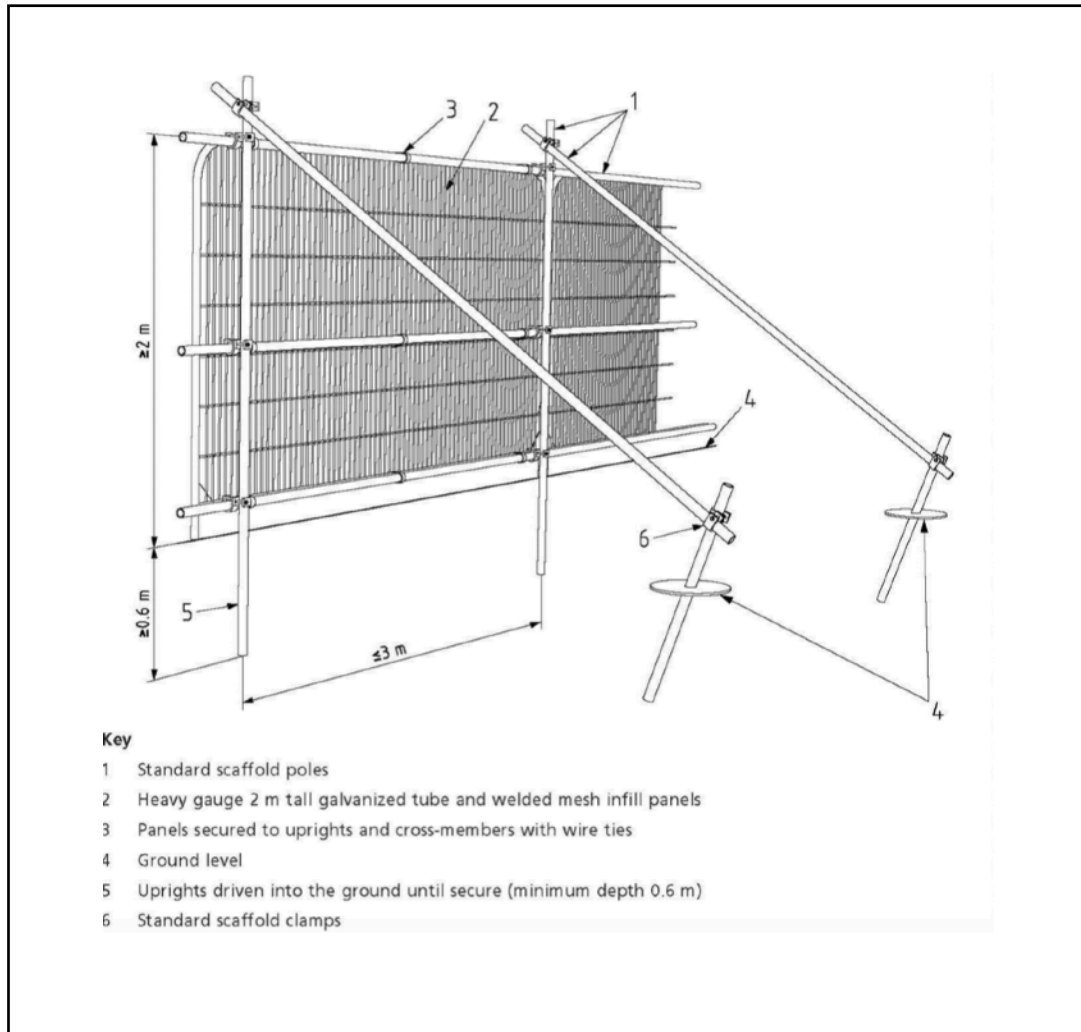 3
2
1
≥2 m
4
6
5
≥0.6 m
≤3 m
4
Key
1 Standard scaffold poles
2 Heavy gauge 2 m tall galvanized tube and welded mesh infill panels
3 Panels secured to uprights and cross-members with wire ties
4 Ground level
5 Uprights driven into the ground until secure (minimum depth 0.6 m)
6 Standard scaffold clamps